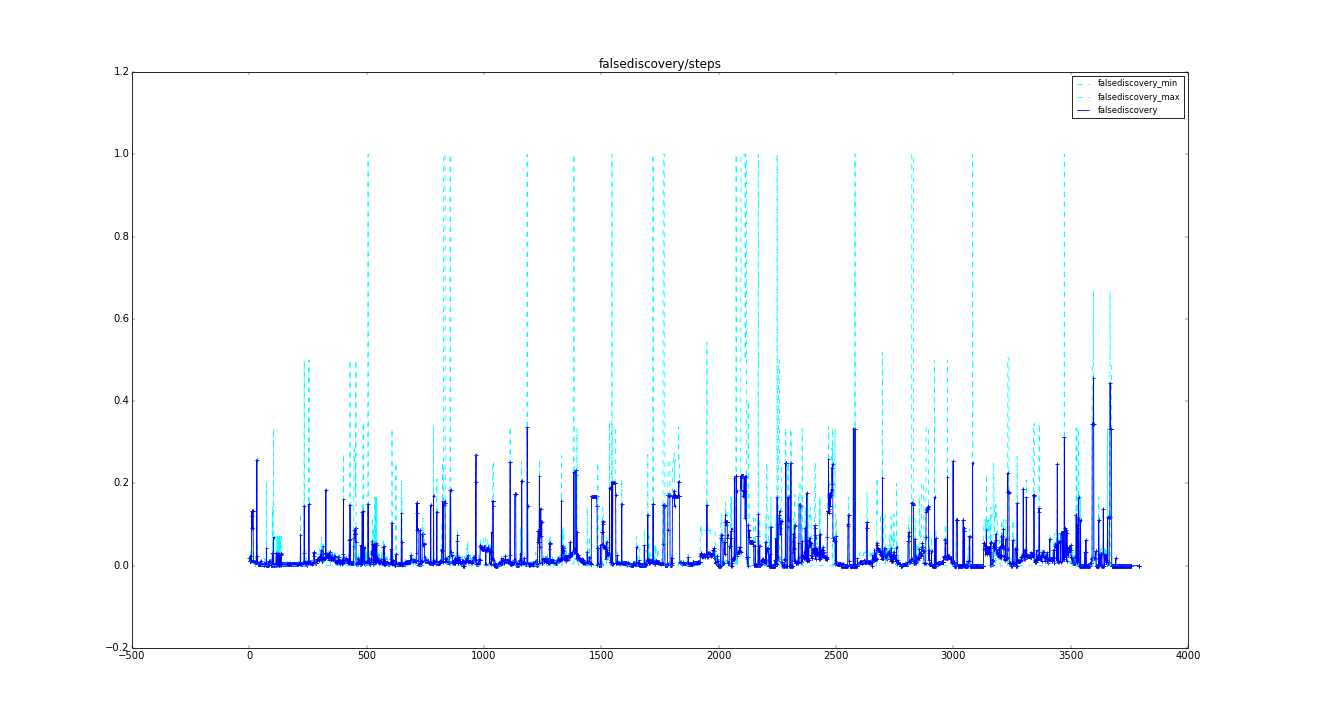 falsediscovery/steps
1.2
falsediscovery_min
falsediscovery_max
falsediscovery
1.0
0.8
0.6
0.4
0.2
0.0
−0.2
−500 0 500 1000 1500 2000 2500 3000 3500 4000